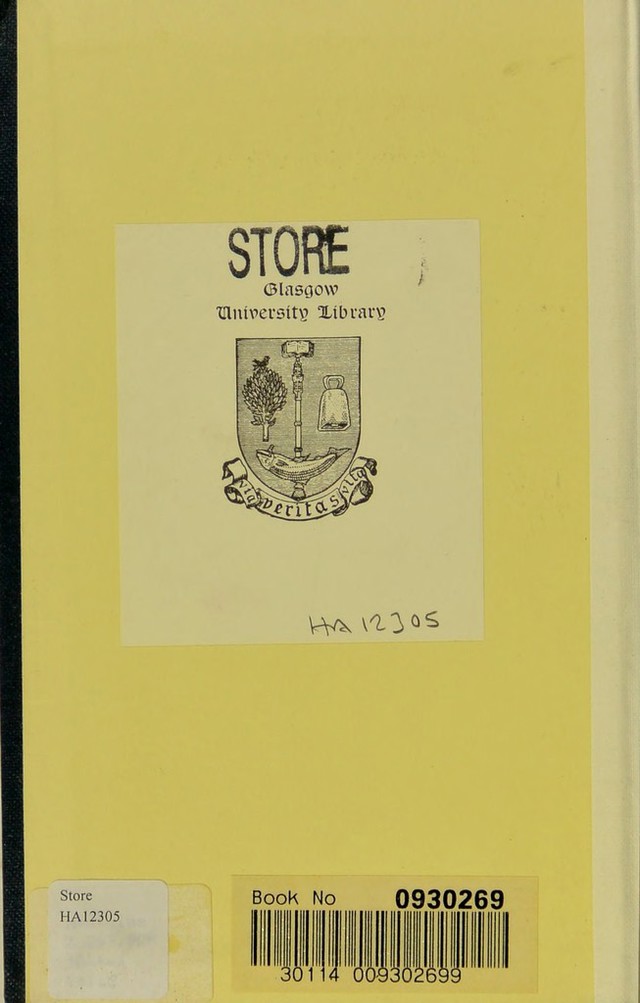 STORE
Glasgow
University Library
via veritas vita
HA 12305
Store
HA12305
Book No 0930269
30114 009302699